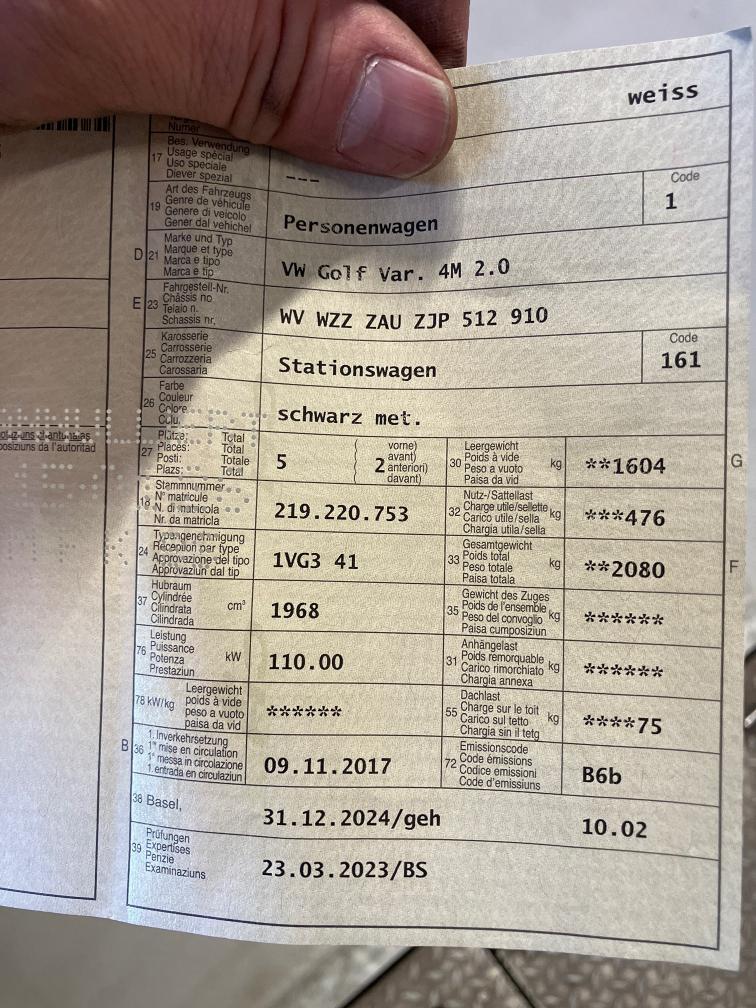 weiss
Numer
17 Bes. Verwendung
Usage spécial
Uso speciale
Diever spezial
---
19 Art des Fahrzeugs
Genre de véhicule
Genere di veicolo
Gener dal vehichel
Personenwagen
Code
1
D 21 Marke und Typ
Marque et type
Marca e tipo
Marca e tip
VW Golf Var. 4M 2.0
E 23 Fahrgestell-Nr.
Châssis no
Telaio n.
Schassis nr.
WV WZZ ZAU ZJP 512 910
25 Karosserie
Carrosserie
Carrozzeria
Carossaria
Stationswagen
Code
161
26 Farbe
Couleur
Colore
Colur
schwarz met.
27 Plätze: Total
Places: Total
Posti: Totale
Plazs: Total
5
2
vorne)
avant)
anteriori)
davant)
30 Leergewicht
Poids à vide
Peso a vuoto
Paisa da vid
kg
**1604
G
18 Stammnummer
N° matricule
N. di matricola
Nr. da matricla
219.220.753
32 Nutz-/Sattellast
Charge utile/sellette
Carico utile/sella
Chargia utila/sella
kg
***476
24 Typengenehmigung
Réception par type
Approvazione del tipo
Approvaziun dal tip
1VG3 41
33 Gesamtgewicht
Poids total
Peso totale
Paisa totala
kg
**2080
F
37 Hubraum
Cylindrée
Cilindrata
Cilindrada
cm³
1968
35 Gewicht des Zuges
Poids de l'ensemble
Peso del convoglio
Paisa cumposiziun
kg
******
76 Leistung
Puissance
Potenza
Prestaziun
kW
110.00
31 Anhängelast
Poids remorquable
Carico rimorchiato
Chargia annexa
kg
******
78 kW/kg Leergewicht
poids à vide
peso a vuoto
paisa da vid
******
55 Dachlast
Charge sur le toit
Carico sul tetto
Chargia sin il tetg
kg
****75
B 36 1. Inverkehrsetzung
1re mise en circulation
1a messa in circolazione
1. entrada en circulaziun
09.11.2017
72 Emissionscode
Code émissions
Codice emissioni
Code d'emissiuns
B6b
38 Basel,
31.12.2024/geh
10.02
39 Prüfungen
Expertises
Penzie
Examinaziuns
23.03.2023/BS